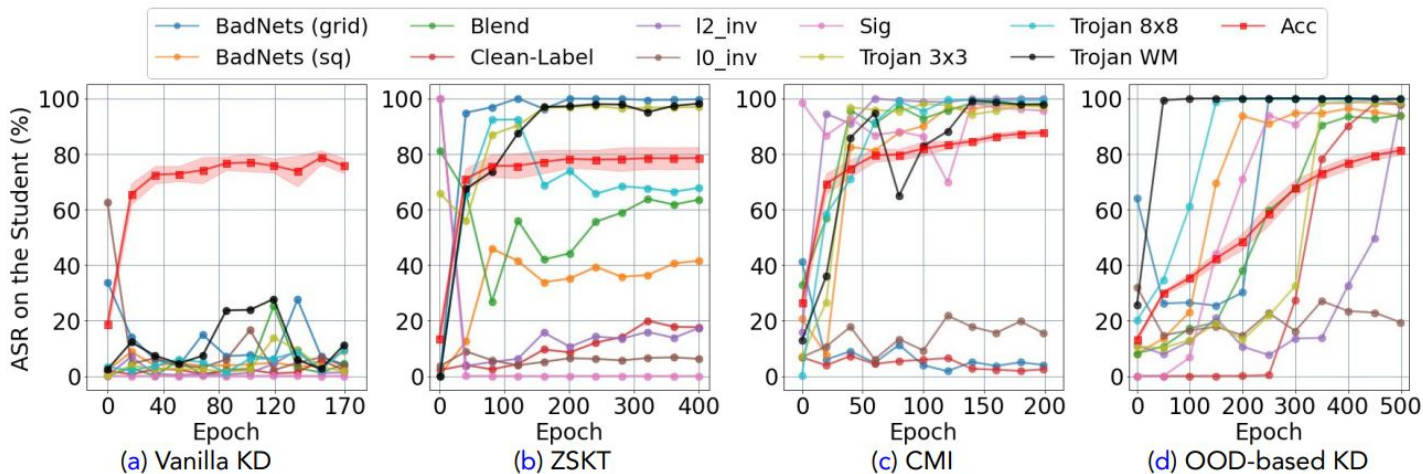 BadNets (grid) Blend l2_inv Sig Trojan 8x8 Acc
BadNets (sq) Clean-Label l0_inv Trojan 3x3 Trojan WM
ASR on the Student (%)
100
80
60
40
20
0
0 40 80 120 170
Epoch
(a) Vanilla KD
100
80
60
40
20
0
0 100 200 300 400
Epoch
(b) ZSKT
100
80
60
40
20
0
0 50 100 150 200
Epoch
(c) CMI
100
80
60
40
20
0
0 100 200 300 400 500
Epoch
(d) OOD-based KD